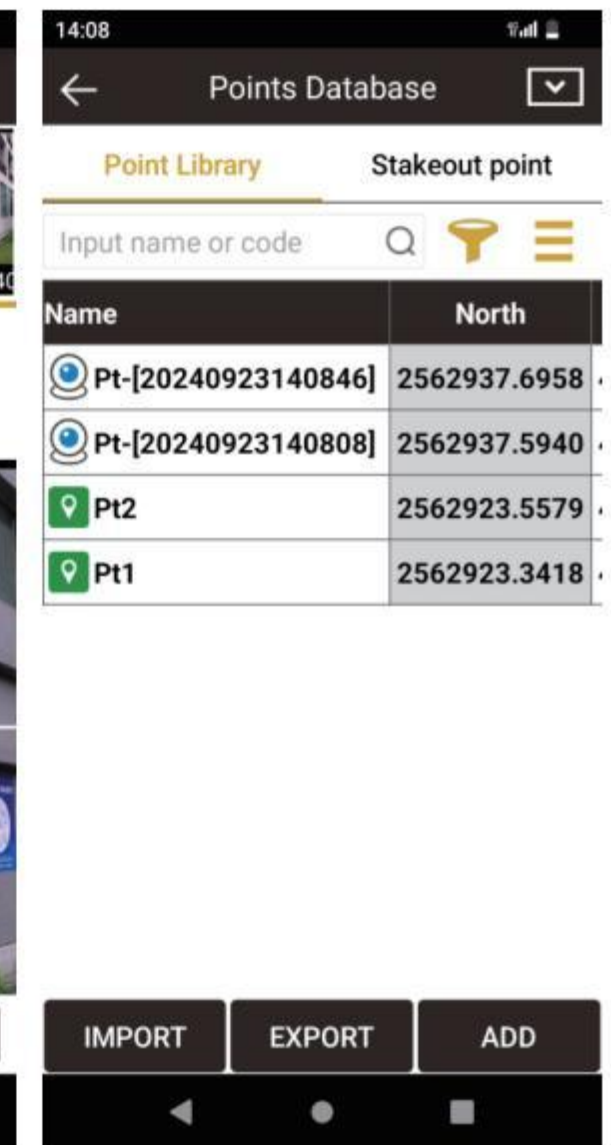 14:08
Points Database
Point Library Stakeout point
Input name or code
Name North
Pt-[20240923140846] 2562937.6958
Pt-[20240923140808] 2562937.5940
Pt2 2562923.5579
Pt1 2562923.3418
IMPORT EXPORT ADD